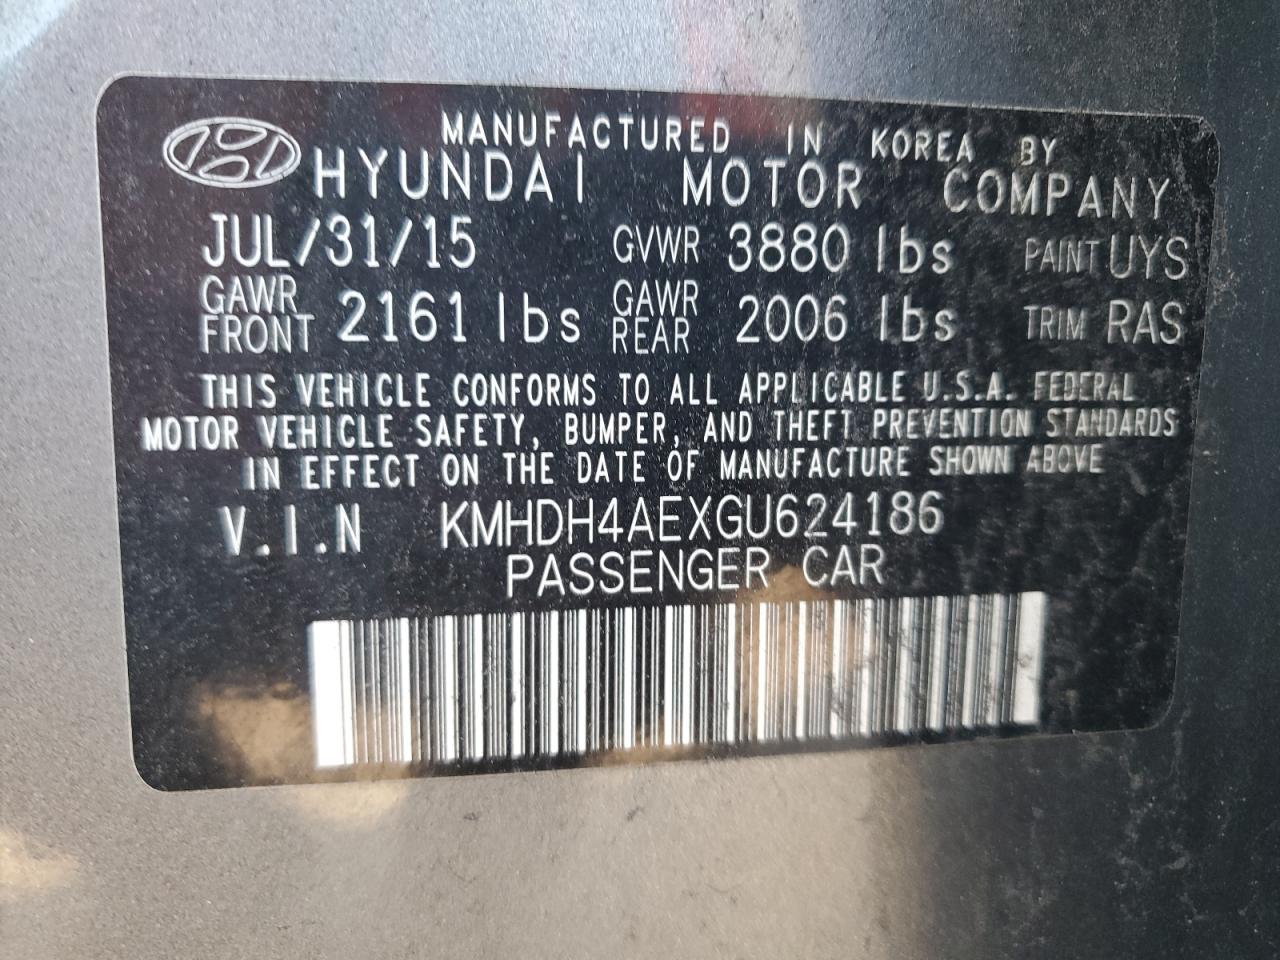 MANUFACTURED IN KOREA BY
HYUNDAI MOTOR COMPANY
JUL/31/15 GVWR 3880 lbs PAINT UYS
GAWR FRONT 2161 lbs GAWR REAR 2006 lbs TRIM RAS
THIS VEHICLE CONFORMS TO ALL APPLICABLE U.S.A. FEDERAL
MOTOR VEHICLE SAFETY, BUMPER, AND THEFT PREVENTION STANDARDS
IN EFFECT ON THE DATE OF MANUFACTURE SHOWN ABOVE
V.I.N KMHDH4AEXGU624186
PASSENGER CAR